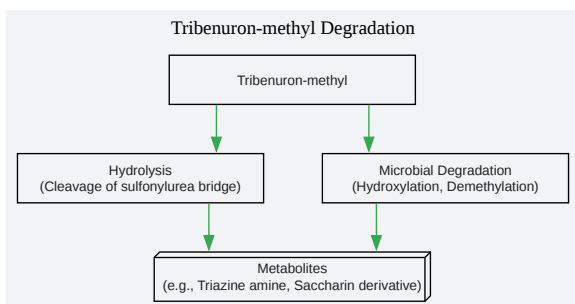 Tribenuron-methyl Degradation
Tribenuron-methyl
Hydrolysis
(Cleavage of sulfonylurea bridge)
Microbial Degradation
(Hydroxylation, Demethylation)
Metabolites
(e.g., Triazine amine, Saccharin derivative)